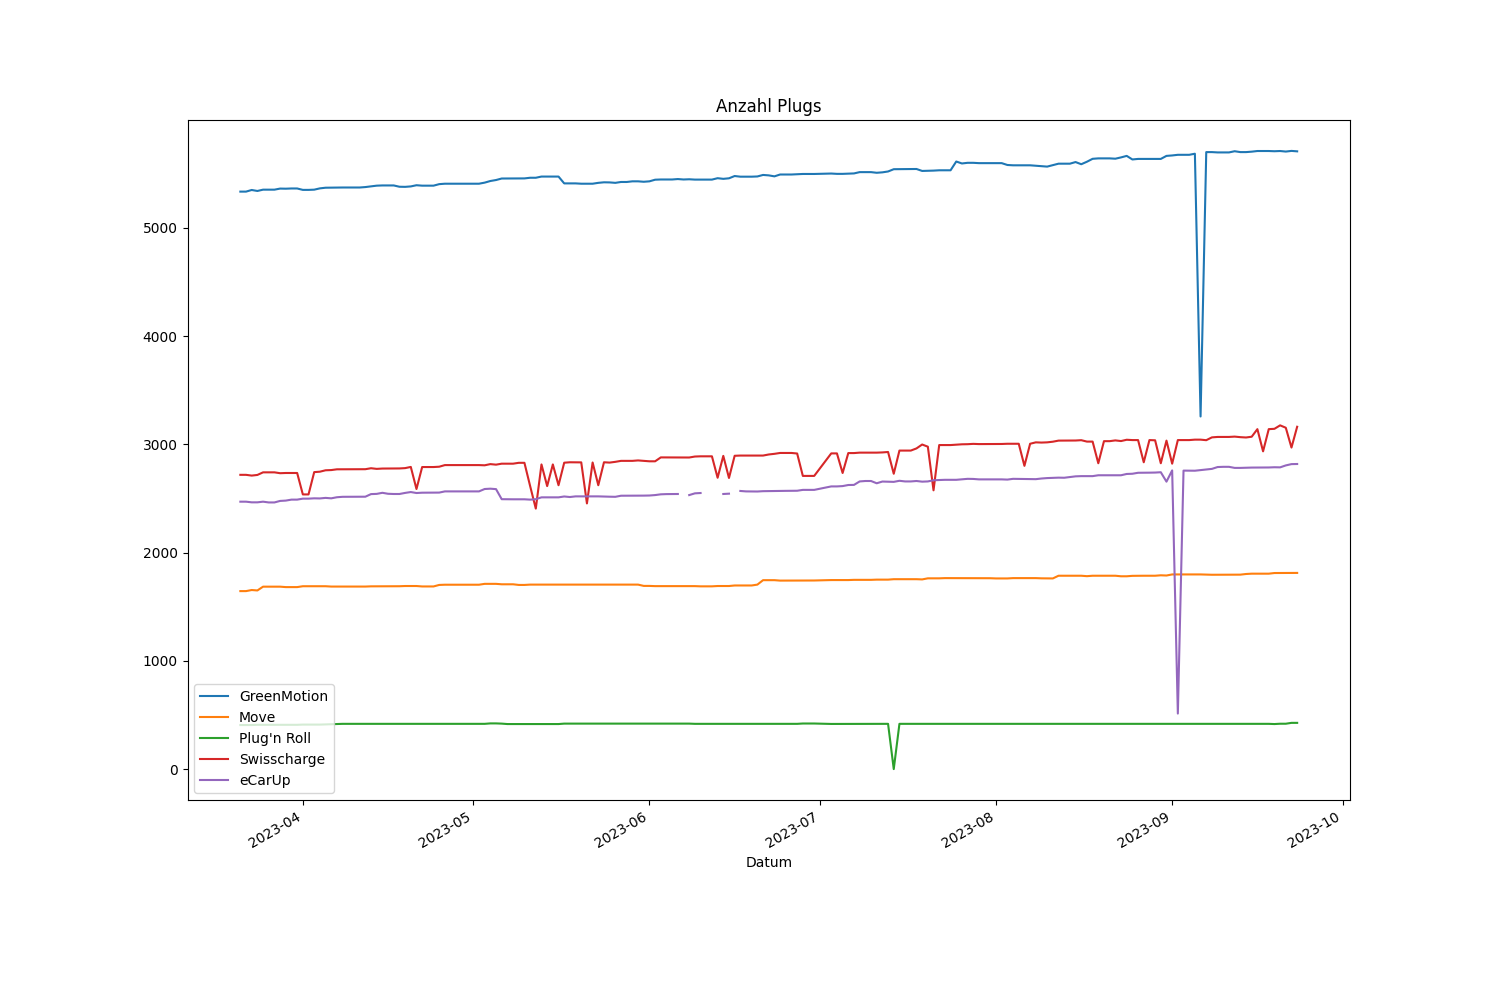 Anzahl Plugs
5000
4000
3000
2000
1000
0
GreenMotion
Move
Plug'n Roll
Swisscharge
eCarUp
2023-04
2023-05
2023-06
2023-07
2023-08
2023-09
2023-10
Datum